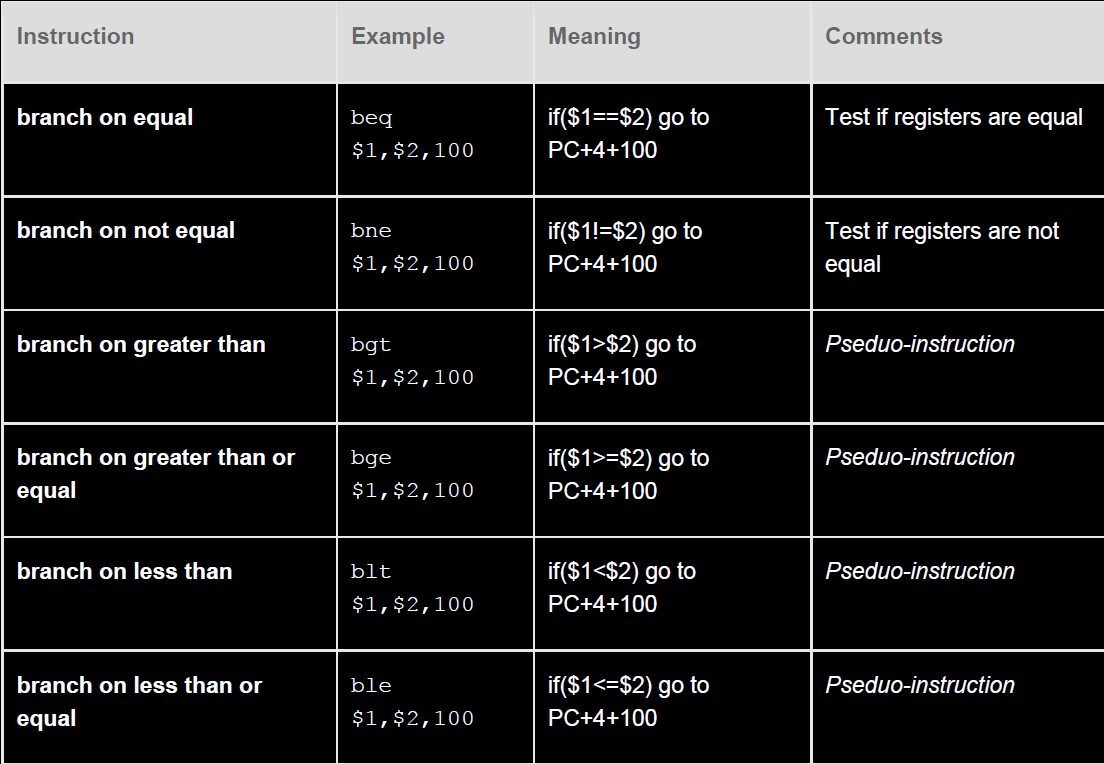 Instruction Example Meaning Comments
branch on equal beq if($1==$2) go to Test if registers are equal
$1,$2,100 PC+4+100
branch on not equal bne if($1!=$2) go to Test if registers are not
$1,$2,100 PC+4+100 equal
branch on greater than bgt if($1>$2) go to Pseduo-instruction
$1,$2,100 PC+4+100
branch on greater than or bge if($1>=$2) go to Pseduo-instruction
equal $1,$2,100 PC+4+100
branch on less than blt if($1<$2) go to Pseduo-instruction
$1,$2,100 PC+4+100
branch on less than or ble if($1<=$2) go to Pseduo-instruction
equal $1,$2,100 PC+4+100